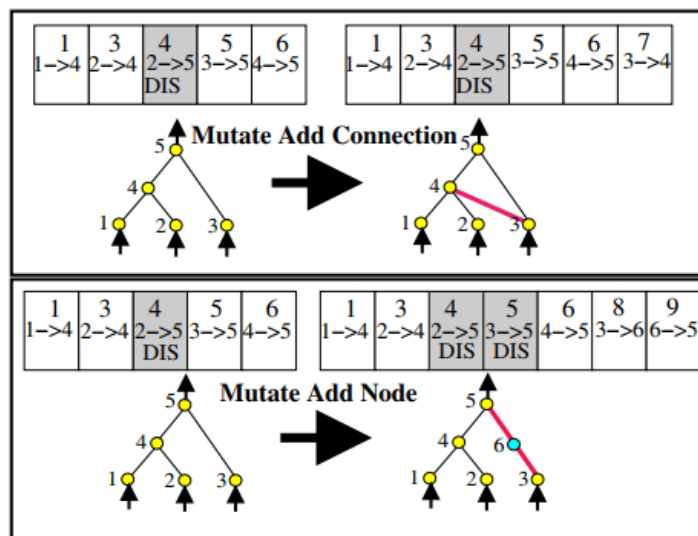 1 3 4 5 6
1->4 2->4 2->5 3->5 4->5
DIS
1 3 4 5 6 7
1->4 2->4 2->5 3->5 4->5 3->4
DIS
Mutate Add Connection
5
4
1 2 3
5
4
1 2 3
1 3 4 5 6
1->4 2->4 2->5 3->5 4->5
DIS
1 3 4 5 6 8 9
1->4 2->4 2->5 3->5 4->5 3->6 6->5
DIS DIS
Mutate Add Node
5
4
1 2 3
5
4 6
1 2 3